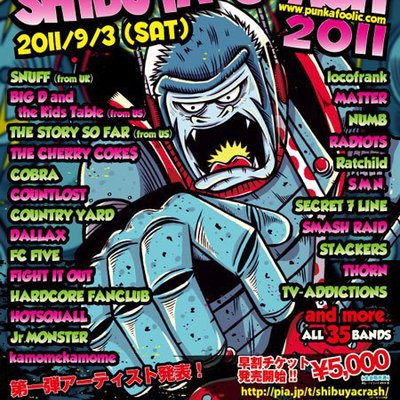 www.punkafoolic.com
2011/9/3 (SAT)
2011
SNUFF (from UK)
BIG D and
the Kids Table (from US)
THE STORY SO FAR (from US)
THE CHERRY COKE$
COBRA
COUNTLOST
COUNTRY YARD
DALLAX
FC FIVE
FIGHT IT OUT
HARDCORE FANCLUB
HOTSQUALL
Jr MONSTER
kamomekamome
locofrank
MATTER
NUMB
RADIOTS
Ratchild
S.M.N.
SECRET 7 LINE
SMASH RAID
STACKERS
THORN
TV-ADDICTIONS
and more..
ALL 35 BANDS
第一弾アーティスト発表！
早割チケット
発売開始!!
¥5,000
http://pia.jp/t/shibuyacrash/